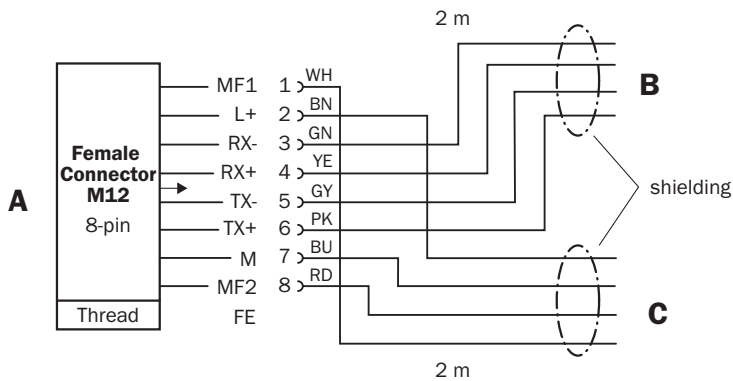 2 m
MF1 1 WH
L+ 2 BN
RX- 3 GN
RX+ 4 YE
TX- 5 GY
TX+ 6 PK
M 7 BU
MF2 8 RD
FE
A
Female
Connector
M12
8-pin
Thread
B
shielding
C
2 m